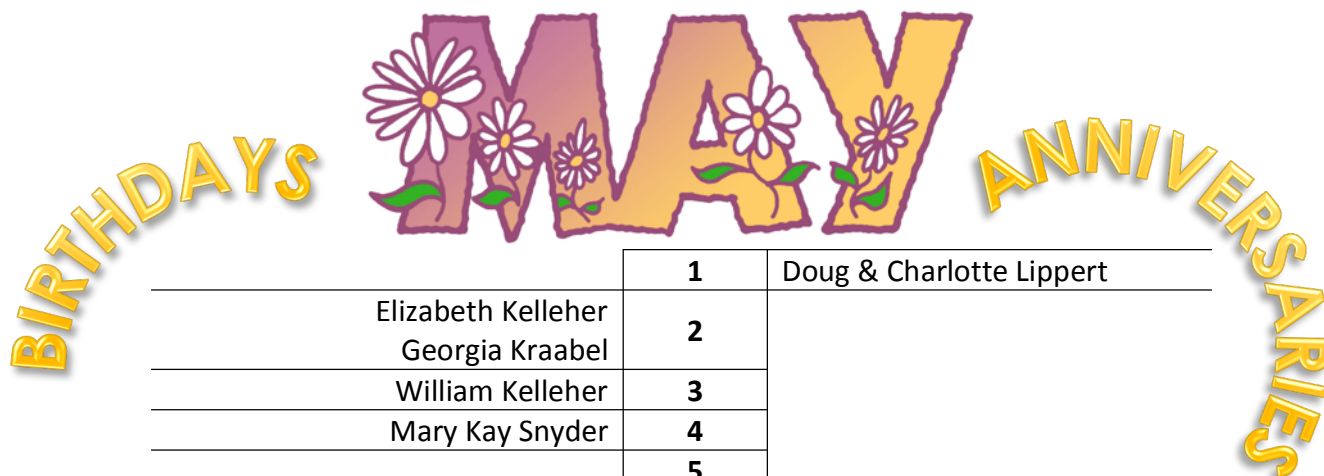 MAY
BIRTHDAYS
ANNIVERSARIES
1 Doug & Charlotte Lippert
Elizabeth Kelleher
Georgia Kraabel
2
William Kelleher 3
Mary Kay Snyder 4
5